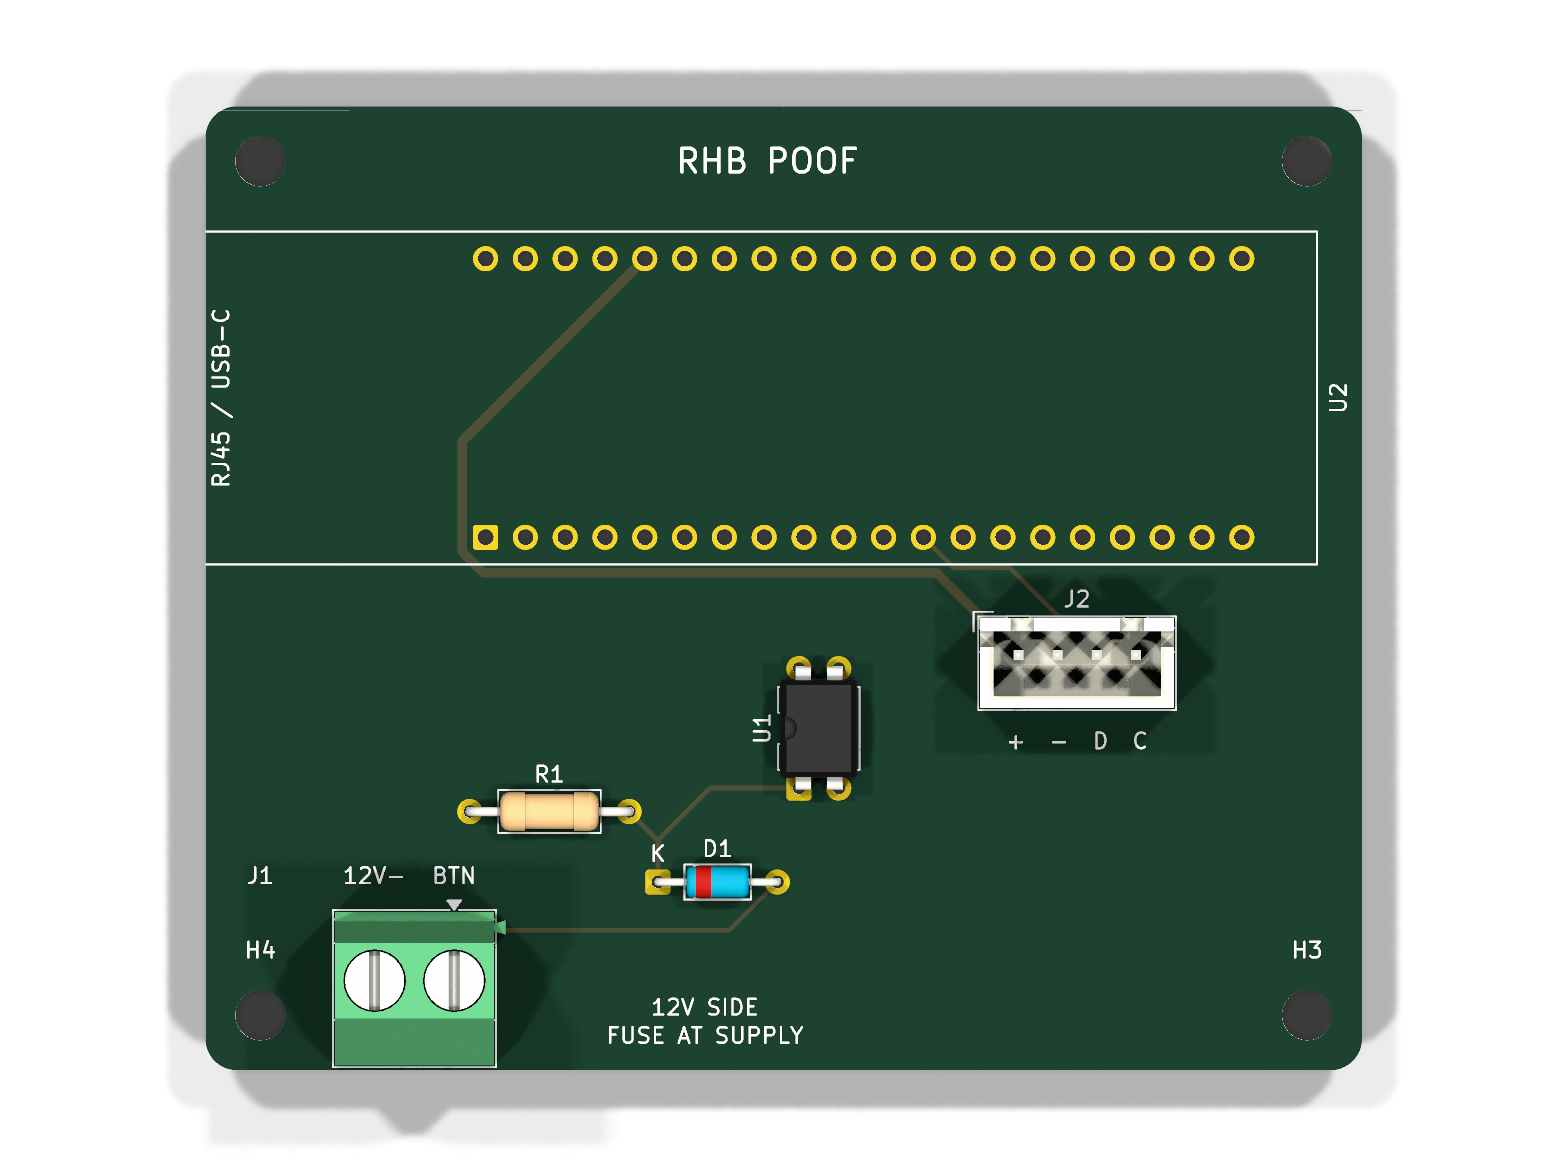 RHB POOF
RJ45 / USB-C
U2
J2
+ - D C
U1
R1
K
D1
J1
12V-
BTN
H4
H3
12V SIDE
FUSE AT SUPPLY